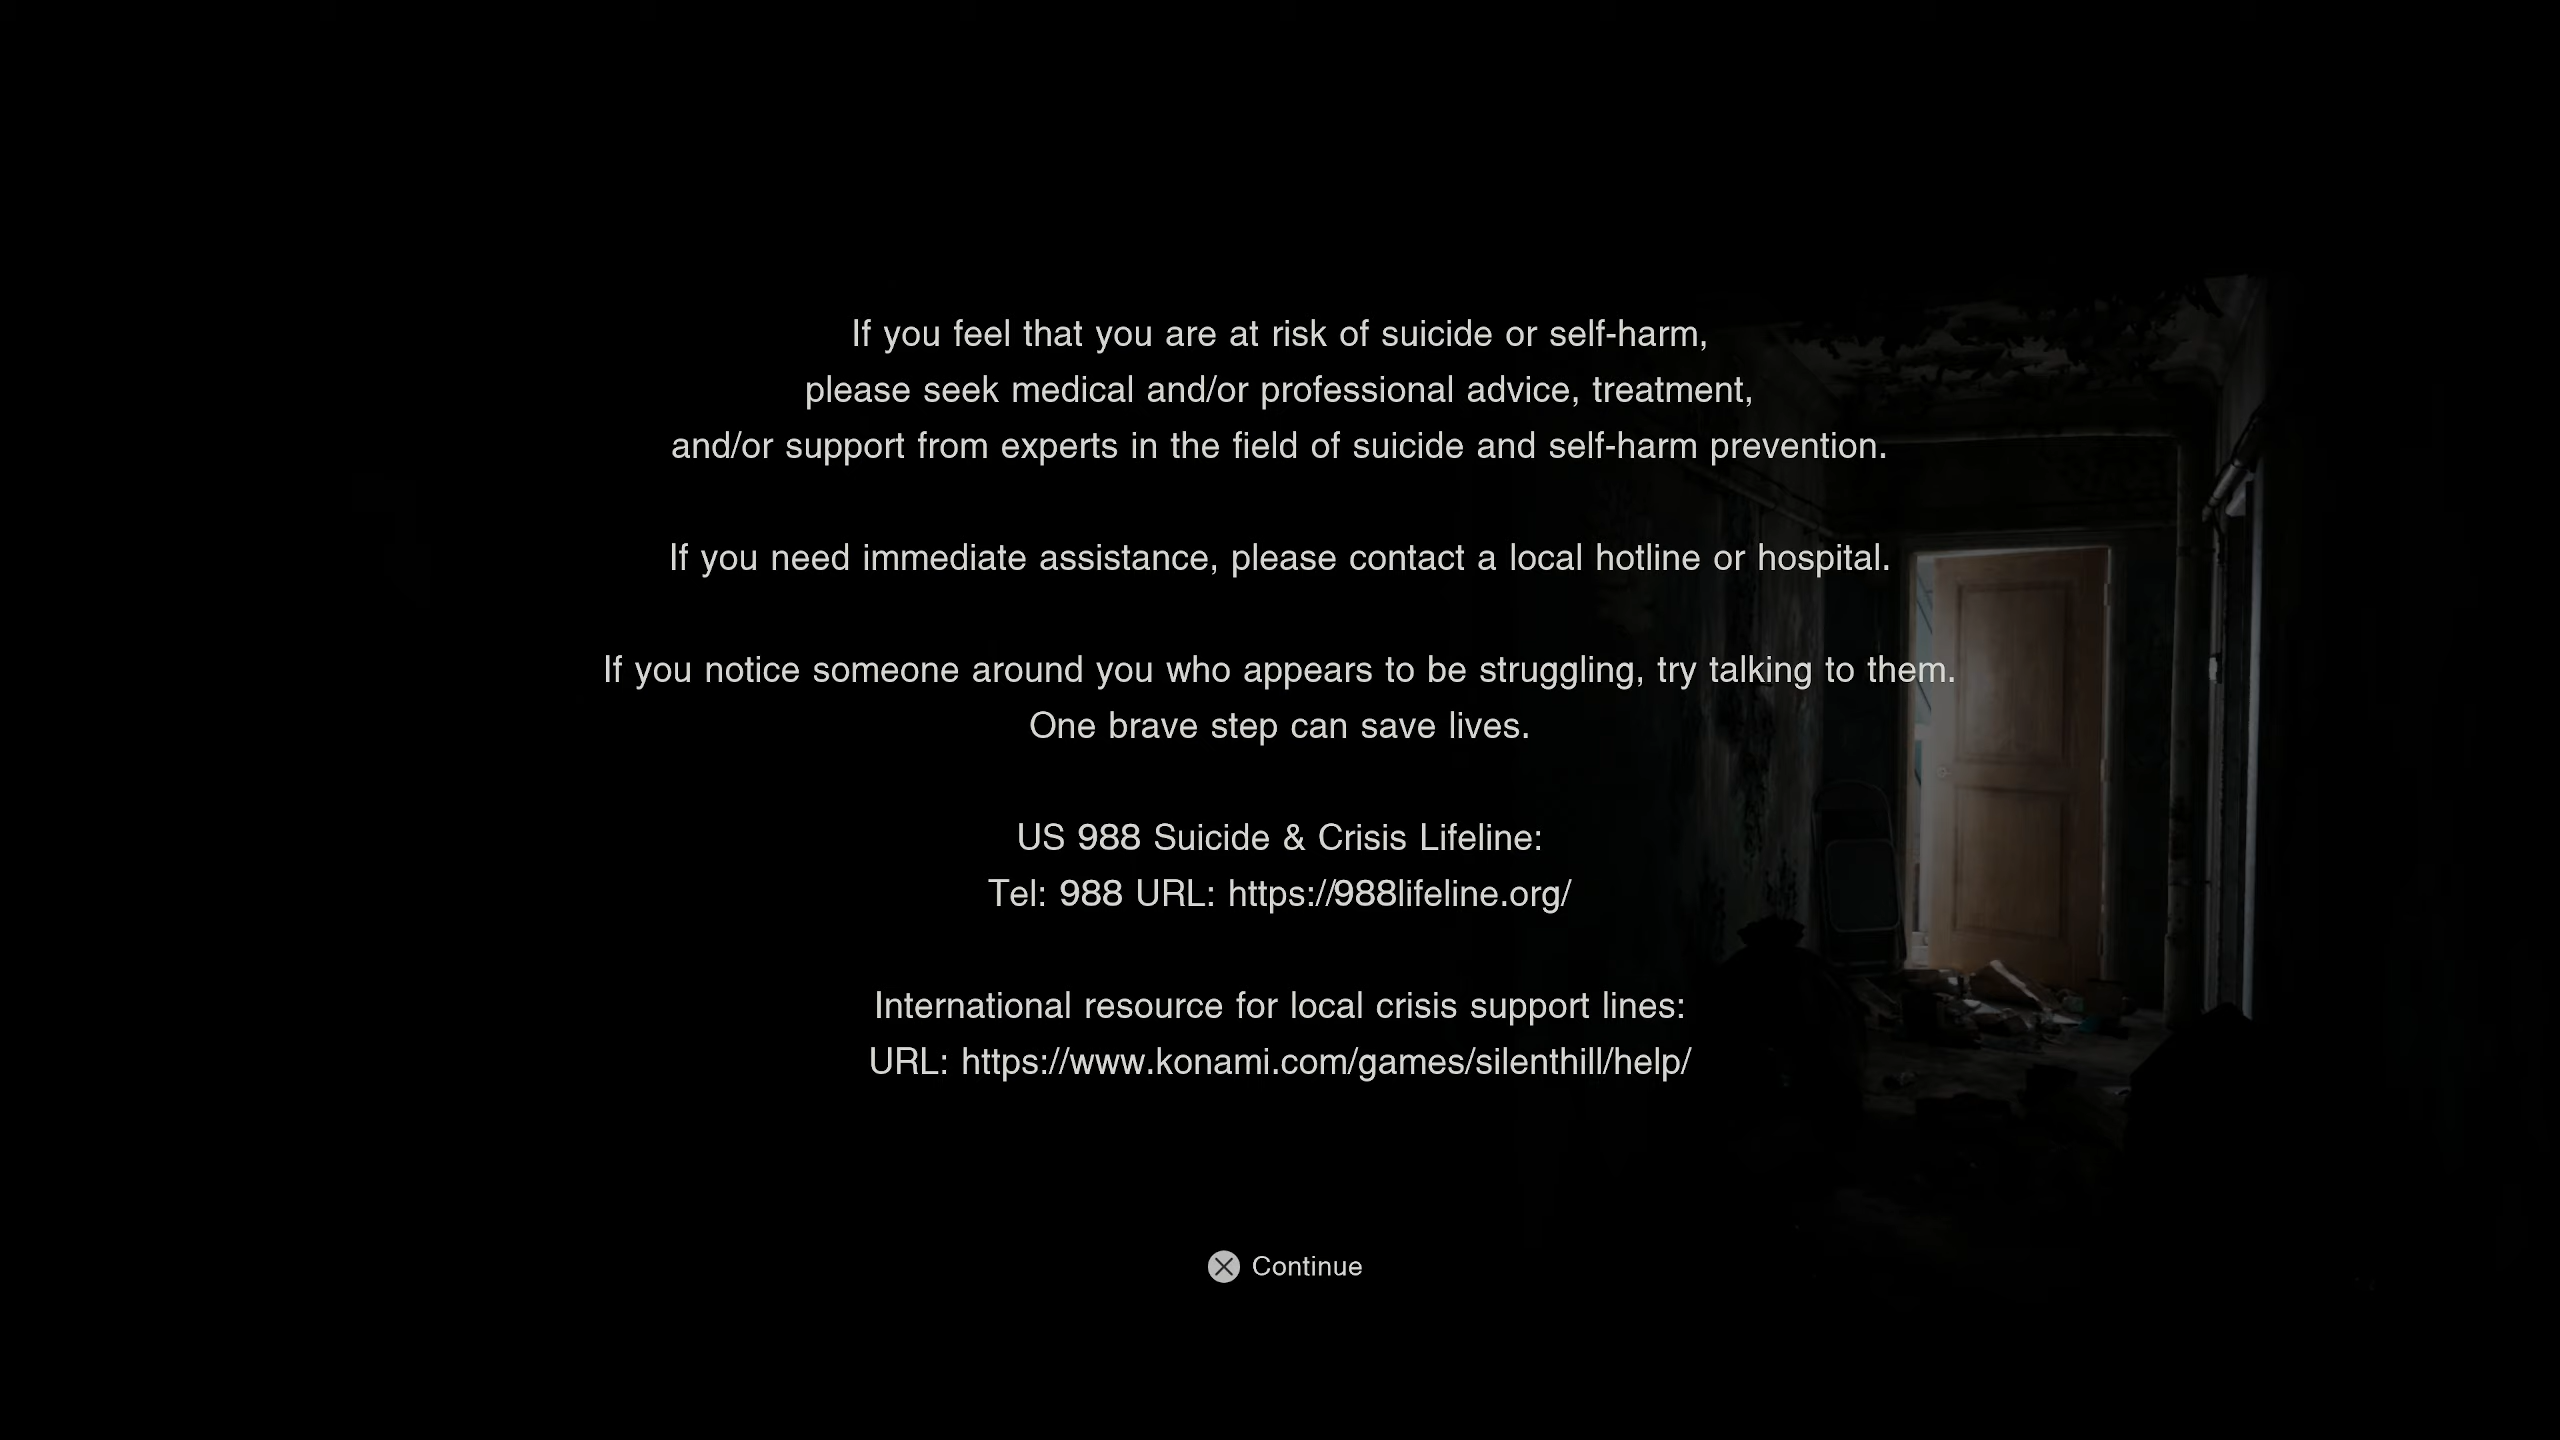 If you feel that you are at risk of suicide or self-harm,
please seek medical and/or professional advice, treatment,
and/or support from experts in the field of suicide and self-harm prevention.
If you need immediate assistance, please contact a local hotline or hospital.
If you notice someone around you who appears to be struggling, try talking to them.
One brave step can save lives.
US 988 Suicide & Crisis Lifeline:
Tel: 988 URL: https://988lifeline.org/
International resource for local crisis support lines:
URL: https://www.konami.com/games/silenthill/help/
Continue